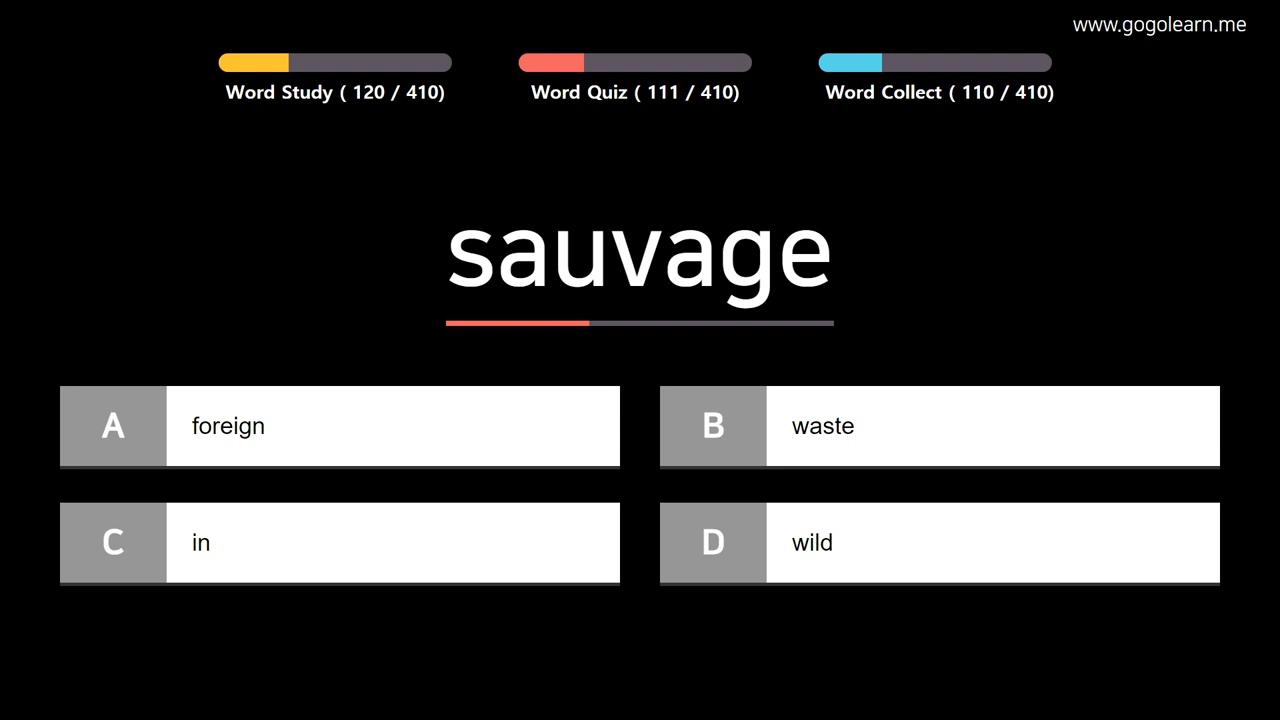 www.gogolearn.me
Word Study ( 120 / 410)
Word Quiz ( 111 / 410)
Word Collect ( 110 / 410)
sauvage
A foreign
B waste
C in
D wild